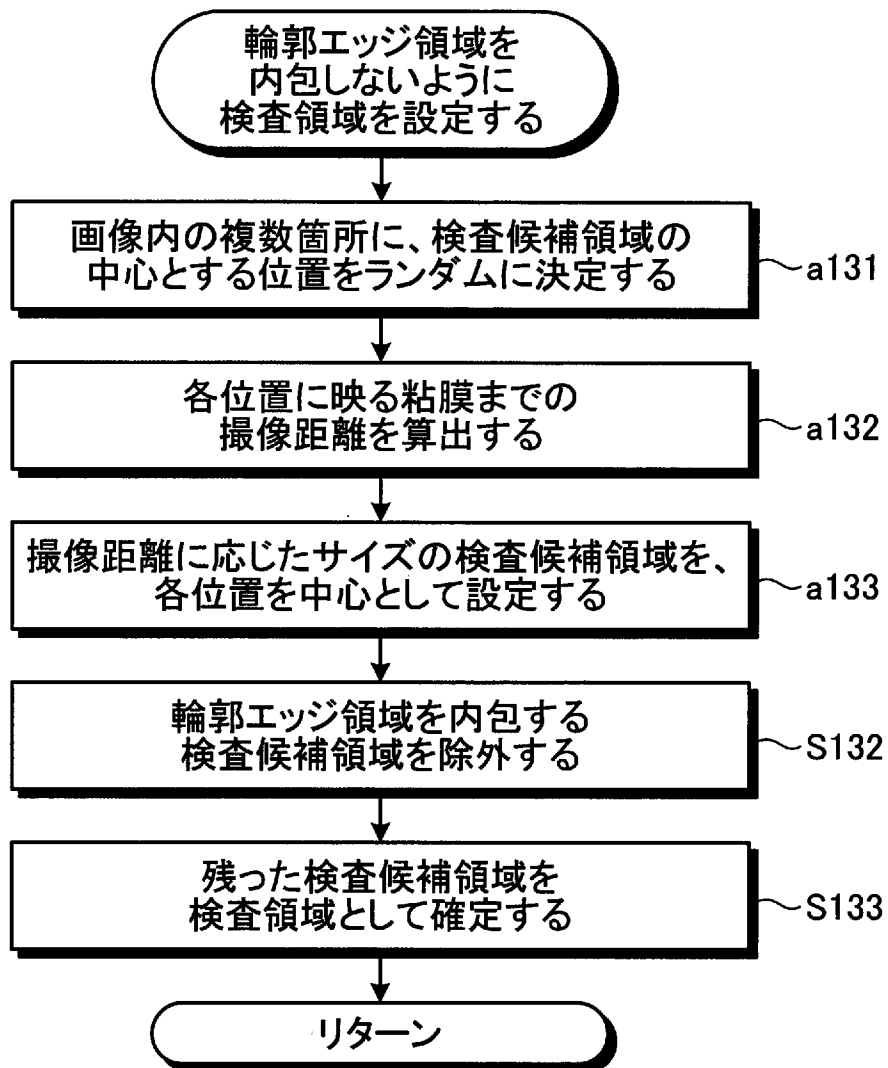 輪郭エッジ領域を
内包しないように
検査領域を設定する
画像内の複数箇所に、検査候補領域の
中心とする位置をランダムに決定する
a131
各位置に映る粘膜までの
撮像距離を算出する
a132
撮像距離に応じたサイズの検査候補領域を、
各位置を中心として設定する
a133
輪郭エッジ領域を内包する
検査候補領域を除外する
S132
残った検査候補領域を
検査領域として確定する
S133
リターン